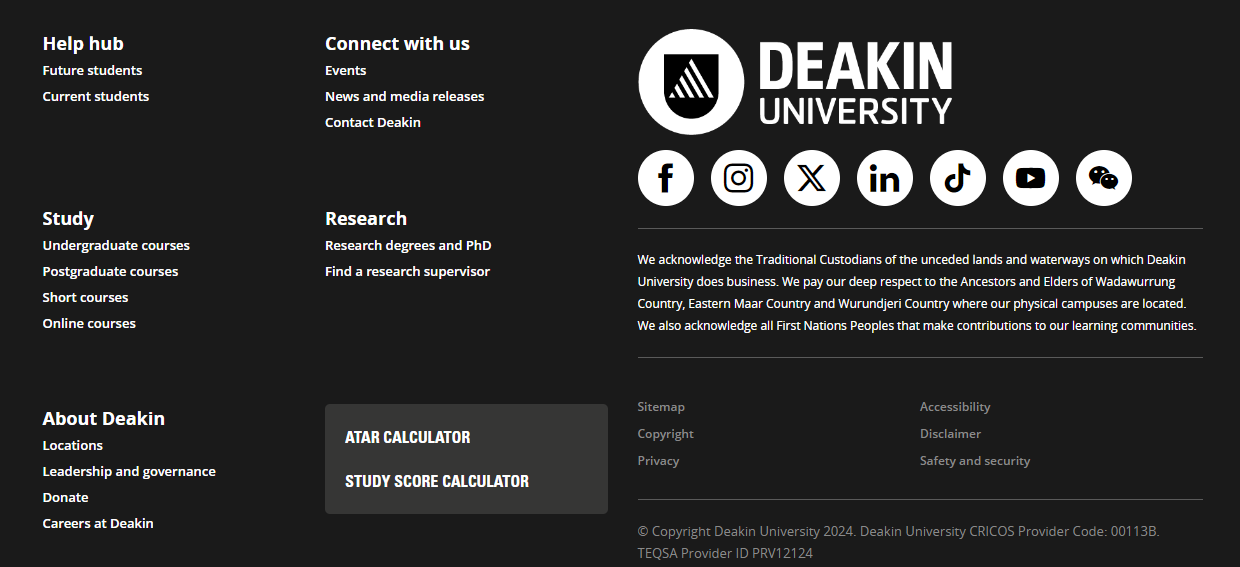 Help hub
Future students
Current students
Connect with us
Events
News and media releases
Contact Deakin
Study
Undergraduate courses
Postgraduate courses
Short courses
Online courses
Research
Research degrees and PhD
Find a research supervisor
About Deakin
Locations
Leadership and governance
Donate
Careers at Deakin
ATAR CALCULATOR
STUDY SCORE CALCULATOR
DEAKIN
UNIVERSITY
We acknowledge the Traditional Custodians of the unceded lands and waterways on which Deakin
University does business. We pay our deep respect to the Ancestors and Elders of Wadawurrung
Country, Eastern Maar Country and Wurundjeri Country where our physical campuses are located.
We also acknowledge all First Nations Peoples that make contributions to our learning communities.
Sitemap
Copyright
Privacy
Accessibility
Disclaimer
Safety and security
© Copyright Deakin University 2024. Deakin University CRICOS Provider Code: 00113B.
TEQSA Provider ID PRV12124